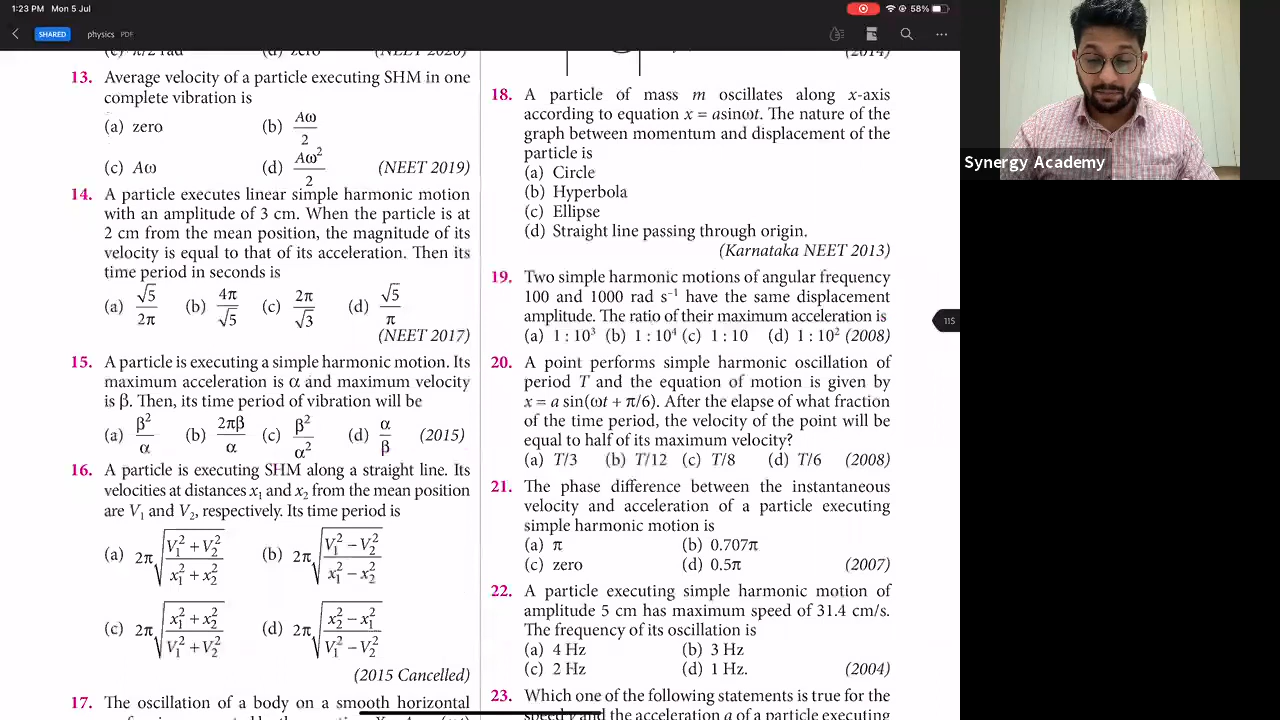 1:23 PM Mon 5 Jul
58%
SHARED
physics PDF
(c) π/2 rad (d) zero (NEET 2020)
13. Average velocity of a particle executing SHM in one
complete vibration is
(a) zero (b) Aω/2
(c) Aω (d) Aω²/2 (NEET 2019)
14. A particle executes linear simple harmonic motion
with an amplitude of 3 cm. When the particle is at
2 cm from the mean position, the magnitude of its
velocity is equal to that of its acceleration. Then its
time period in seconds is
(a) √5/2π (b) 4π/√5 (c) 2π/√3 (d) √5/π
(NEET 2017)
15. A particle is executing a simple harmonic motion. Its
maximum acceleration is α and maximum velocity
is β. Then, its time period of vibration will be
(a) β²/α (b) 2πβ/α (c) β²/α² (d) α/β (2015)
16. A particle is executing SHM along a straight line. Its
velocities at distances x₁ and x₂ from the mean position
are V₁ and V₂, respectively. Its time period is
(a) 2π√((V₁² + V₂²)/(x₁² + x₂²)) (b) 2π√((V₁² − V₂²)/(x₁² − x₂²))
(c) 2π√((x₁² + x₂²)/(V₁² + V₂²)) (d) 2π√((x₂² − x₁²)/(V₁² − V₂²))
(2015 Cancelled)
17. The oscillation of a body on a smooth horizontal
(2014)
18. A particle of mass m oscillates along x-axis
according to equation x = asinωt. The nature of the
graph between momentum and displacement of the
particle is
(a) Circle
(b) Hyperbola
(c) Ellipse
(d) Straight line passing through origin.
(Karnataka NEET 2013)
19. Two simple harmonic motions of angular frequency
100 and 1000 rad s⁻¹ have the same displacement
amplitude. The ratio of their maximum acceleration is
(a) 1 : 10³ (b) 1 : 10⁴ (c) 1 : 10 (d) 1 : 10² (2008)
20. A point performs simple harmonic oscillation of
period T and the equation of motion is given by
x = a sin(ωt + π/6). After the elapse of what fraction
of the time period, the velocity of the point will be
equal to half of its maximum velocity?
(a) T/3 (b) T/12 (c) T/8 (d) T/6 (2008)
21. The phase difference between the instantaneous
velocity and acceleration of a particle executing
simple harmonic motion is
(a) π (b) 0.707π
(c) zero (d) 0.5π (2007)
22. A particle executing simple harmonic motion of
amplitude 5 cm has maximum speed of 31.4 cm/s.
The frequency of its oscillation is
(a) 4 Hz (b) 3 Hz
(c) 2 Hz (d) 1 Hz. (2004)
23. Which one of the following statements is true for the
speed v and the acceleration a of a particle executing
115
Synergy Academy